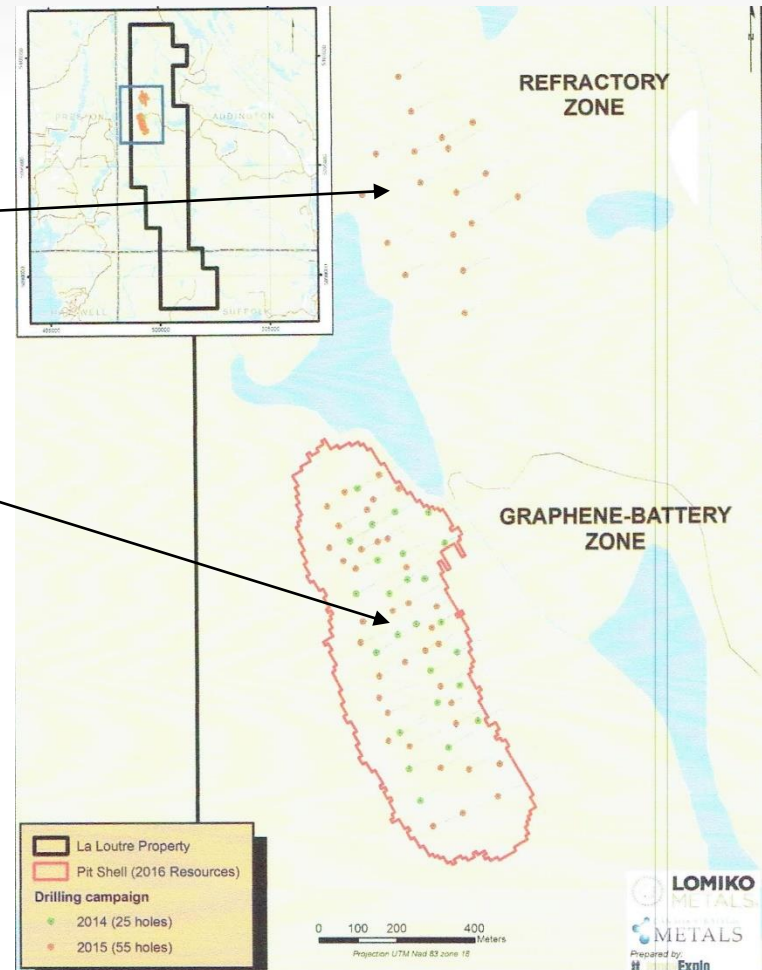 REFRACTORY
ZONE
GRAPHENE-BATTERY
ZONE
La Loutre Property
Pit Shell (2016 Resources)
Drilling campaign
2014 (25 holes)
2015 (55 holes)
0 100 200 400
Meters
Projection UTM Nad 83 zone 18
LOMIKO
METALS
METALS
Prepared by:
Explo
ADDINGTON
SUFFOLK
N